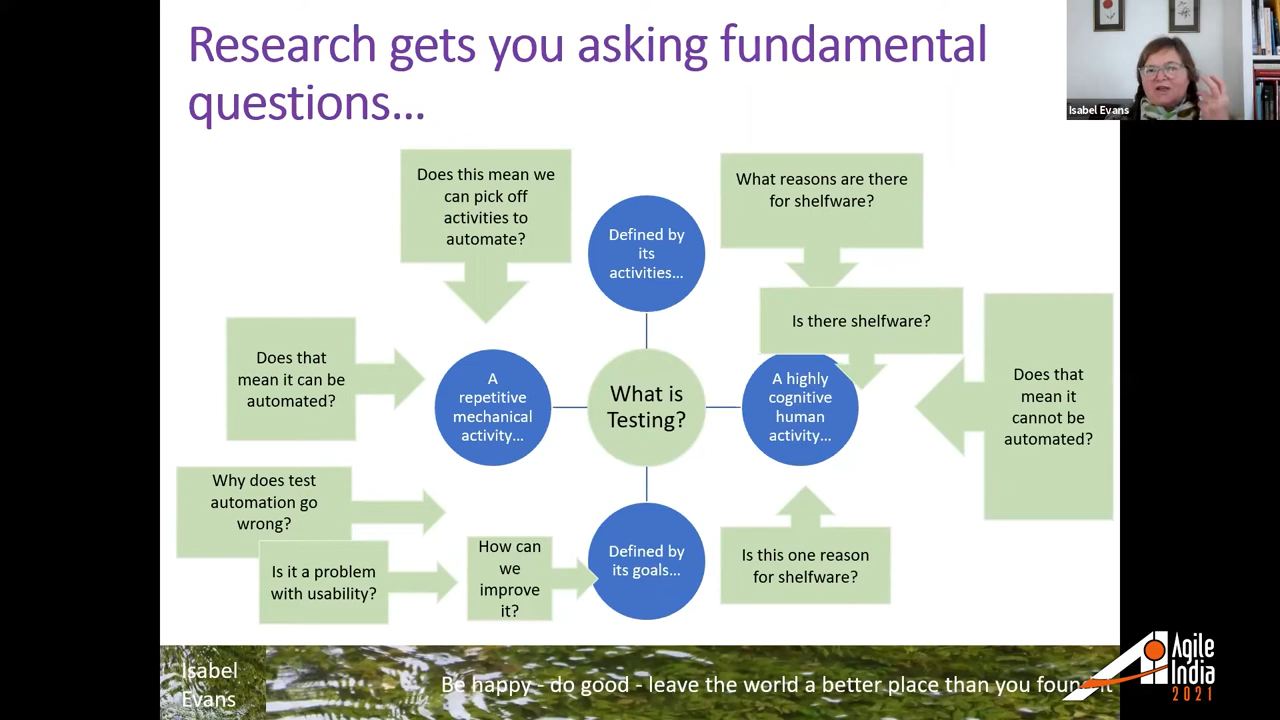 Research gets you asking fundamental
questions...
Isabel Evans
Does this mean we
can pick off
activities to
automate?
Defined by
its
activities...
What reasons are there
for shelfware?
Is there shelfware?
Does that
mean it can be
automated?
A
repetitive
mechanical
activity...
What is
Testing?
A highly
cognitive
human
activity...
Does that
mean it
cannot be
automated?
Why does test
automation go
wrong?
Is it a problem
with usability?
How can
we
improve
it?
Defined by
its goals...
Is this one reason
for shelfware?
Isabel
Evans
Be happy - do good - leave the world a better place than you found it
Agile
India
2021